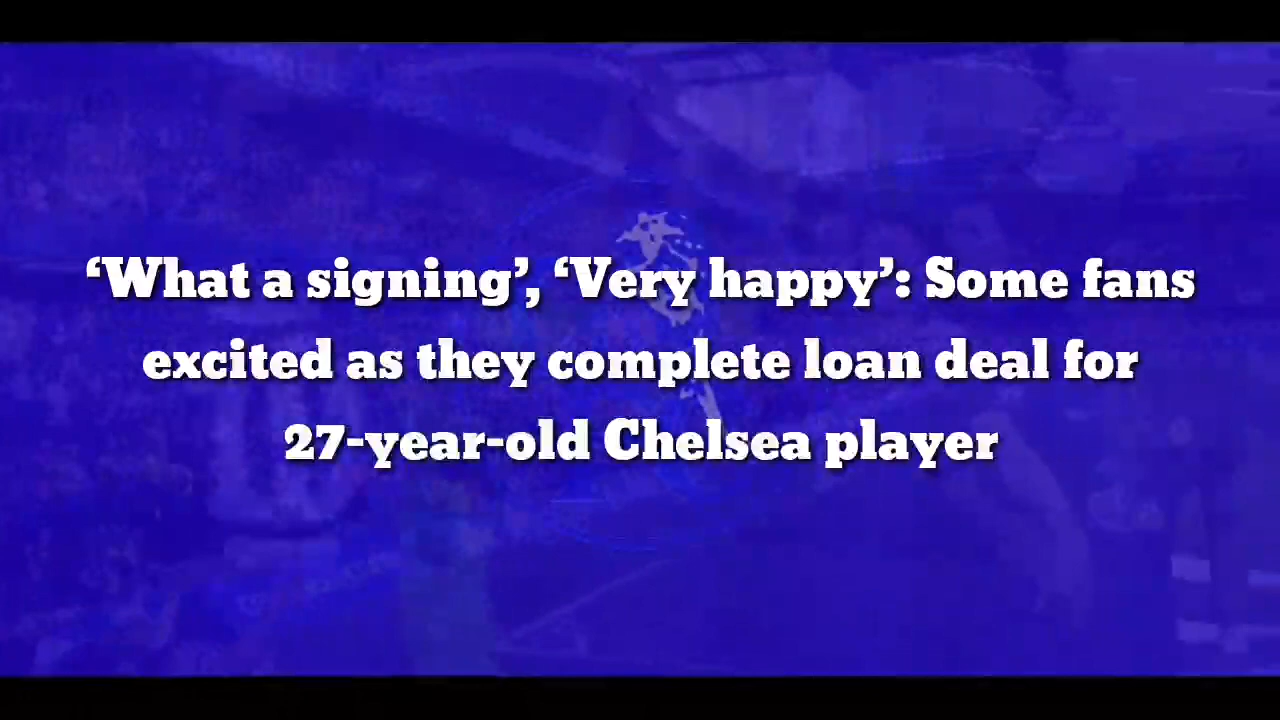 ‘What a signing’, ‘Very happy’: Some fans
excited as they complete loan deal for
27-year-old Chelsea player